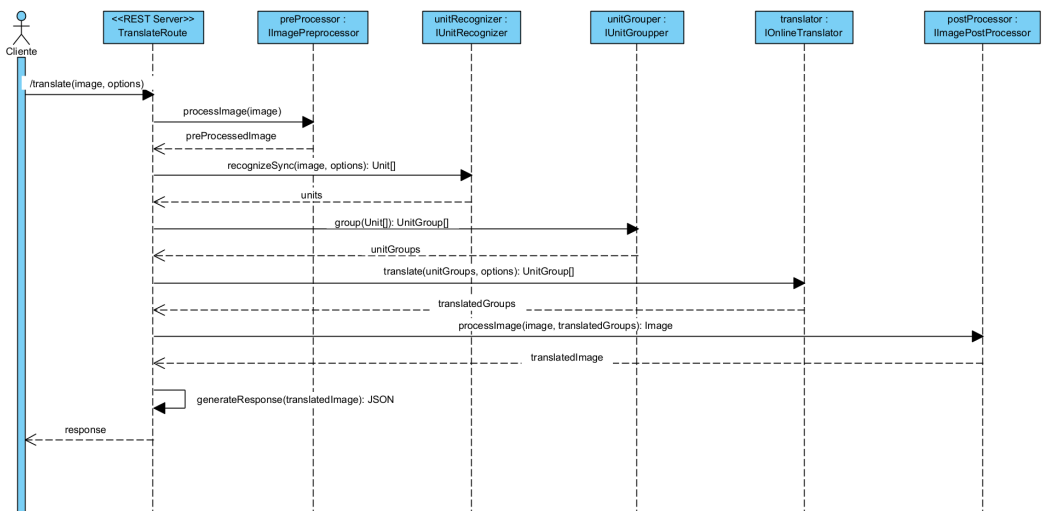 Cliente
<<REST Server>>
TranslateRoute
preProcessor :
IImagePreprocessor
unitRecognizer :
IUnitRecognizer
unitGrouper :
IUnitGroupper
translator :
IOnlineTranslator
postProcessor :
IImagePostProcessor
/translate(image, options)
processImage(image)
preProcessedImage
recognizeSync(image, options): Unit[]
units
group(Unit[]): UnitGroup[]
unitGroups
translate(unitGroups, options): UnitGroup[]
translatedGroups
processImage(image, translatedGroups): Image
translatedImage
generateResponse(translatedImage): JSON
response